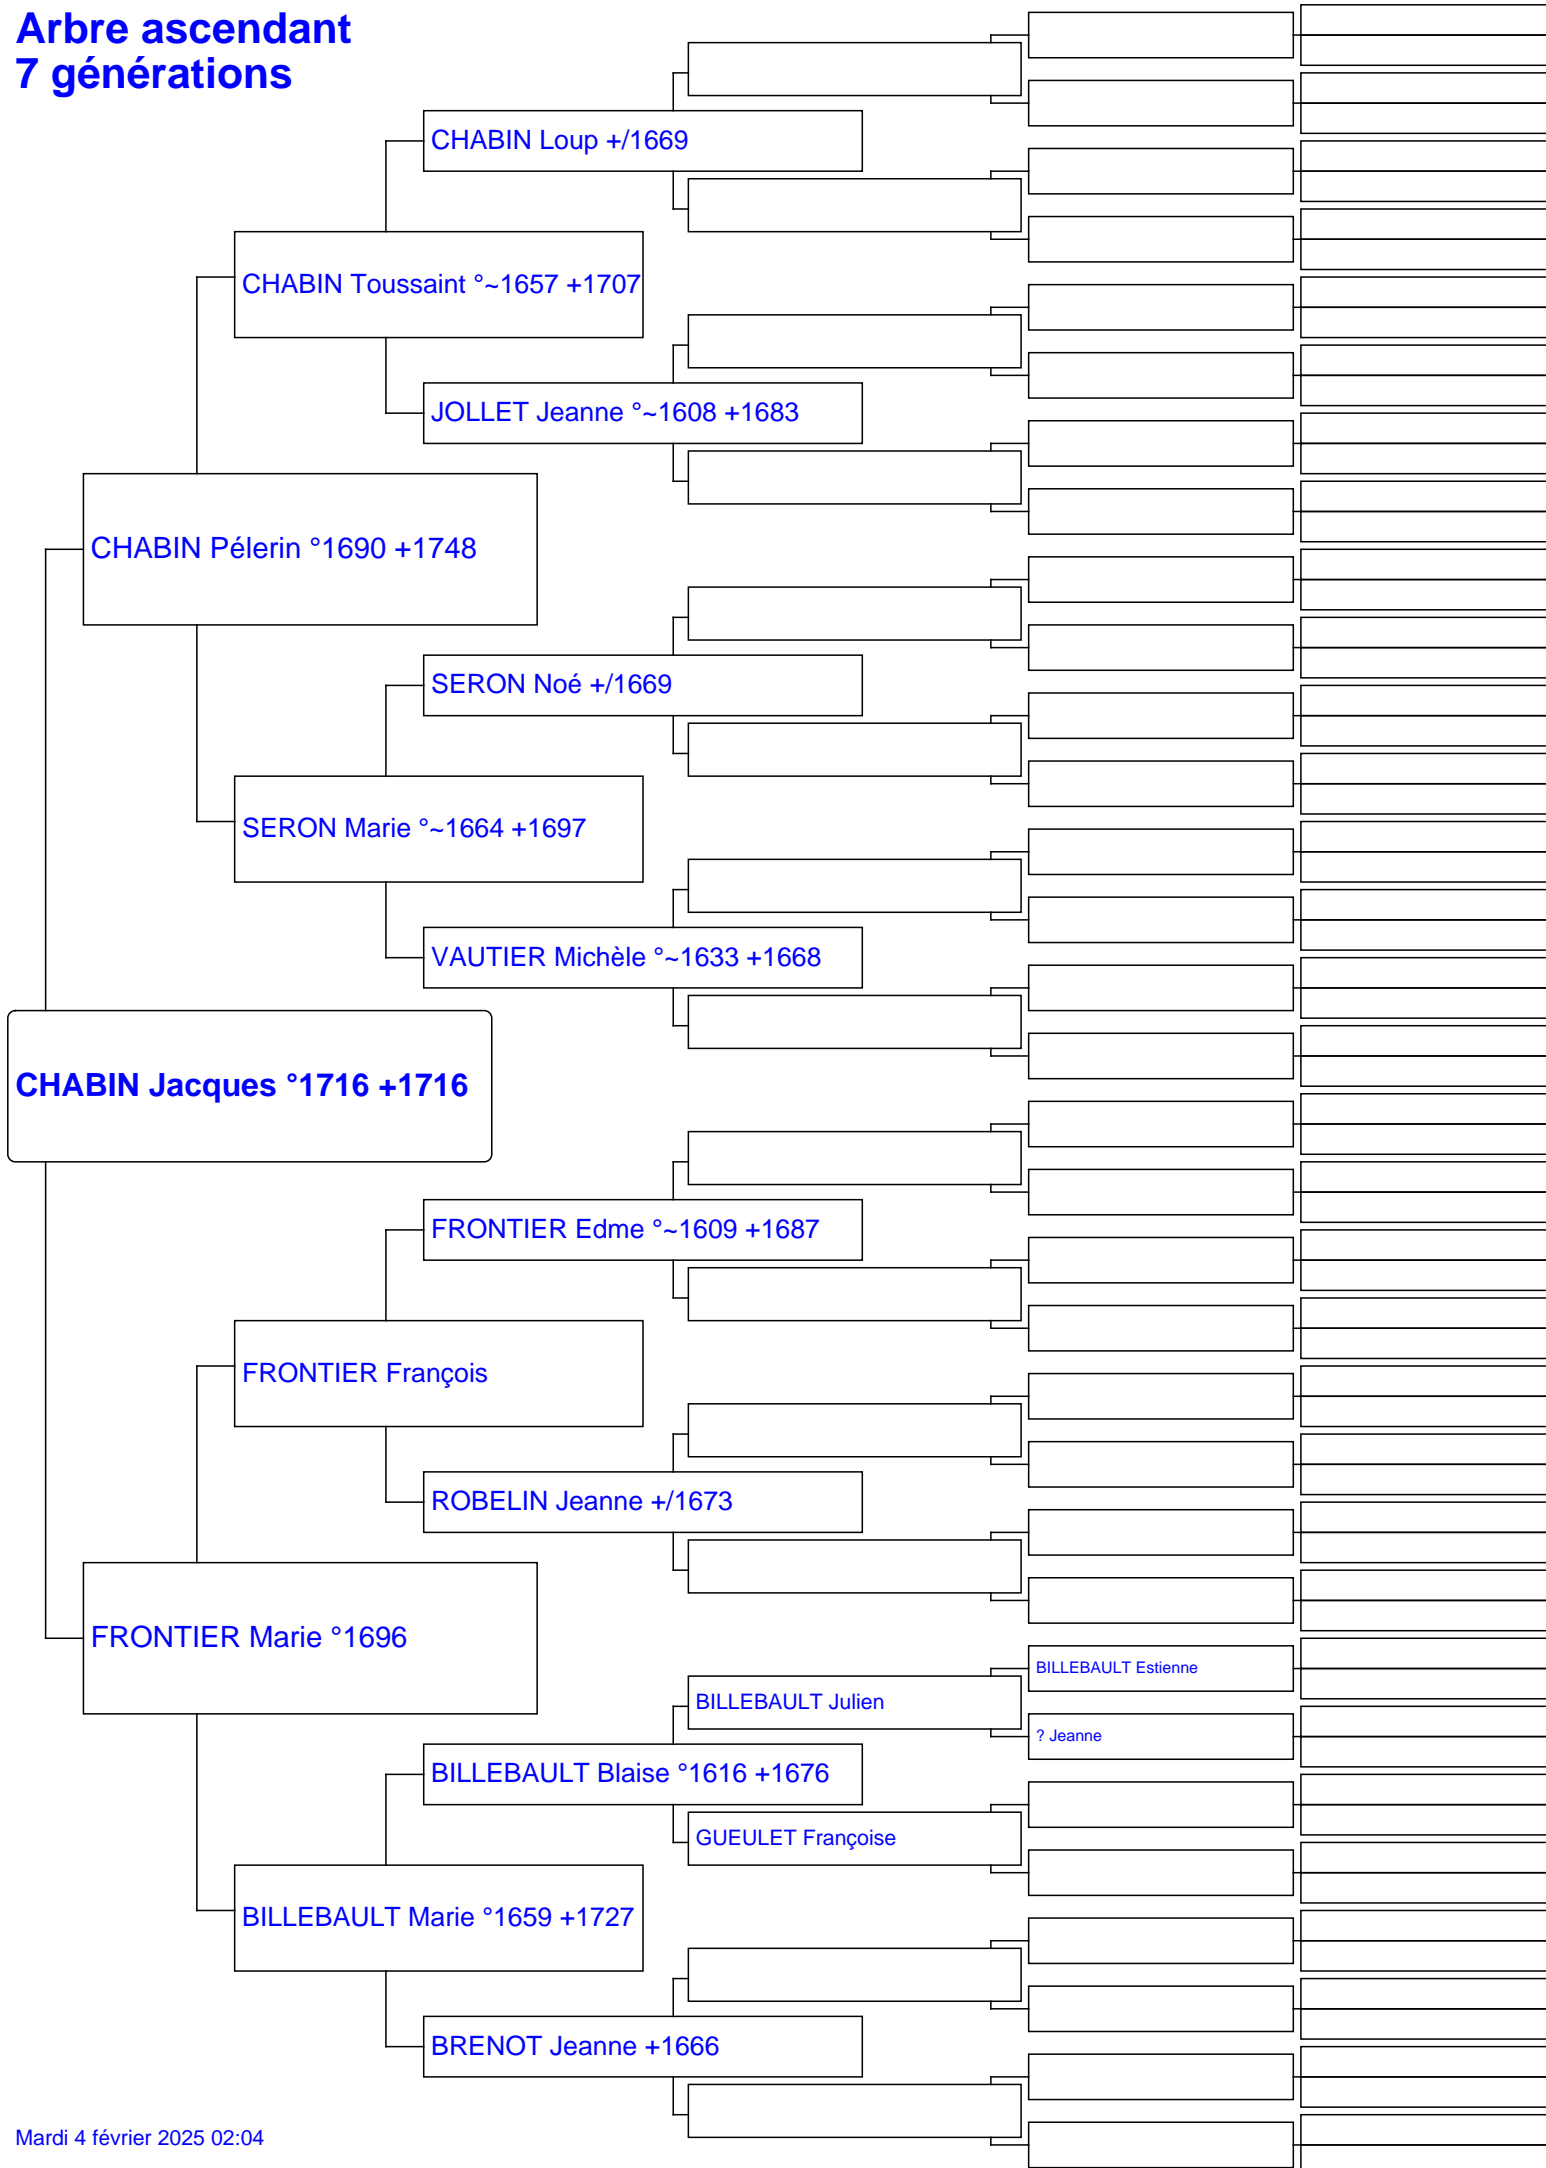 Arbre ascendant
7 générations
CHABIN Loup +/1669
CHABIN Toussaint °~1657 +1707
JOLLET Jeanne °~1608 +1683
CHABIN Pélerin °1690 +1748
SERON Noé +/1669
SERON Marie °~1664 +1697
VAUTIER Michèle °~1633 +1668
CHABIN Jacques °1716 +1716
FRONTIER Edme °~1609 +1687
FRONTIER François
ROBELIN Jeanne +/1673
FRONTIER Marie °1696
BILLEBAULT Estienne
BILLEBAULT Julien
? Jeanne
BILLEBAULT Blaise °1616 +1676
GUEULET Françoise
BILLEBAULT Marie °1659 +1727
BRENOT Jeanne +1666
Mardi 4 février 2025 02:04